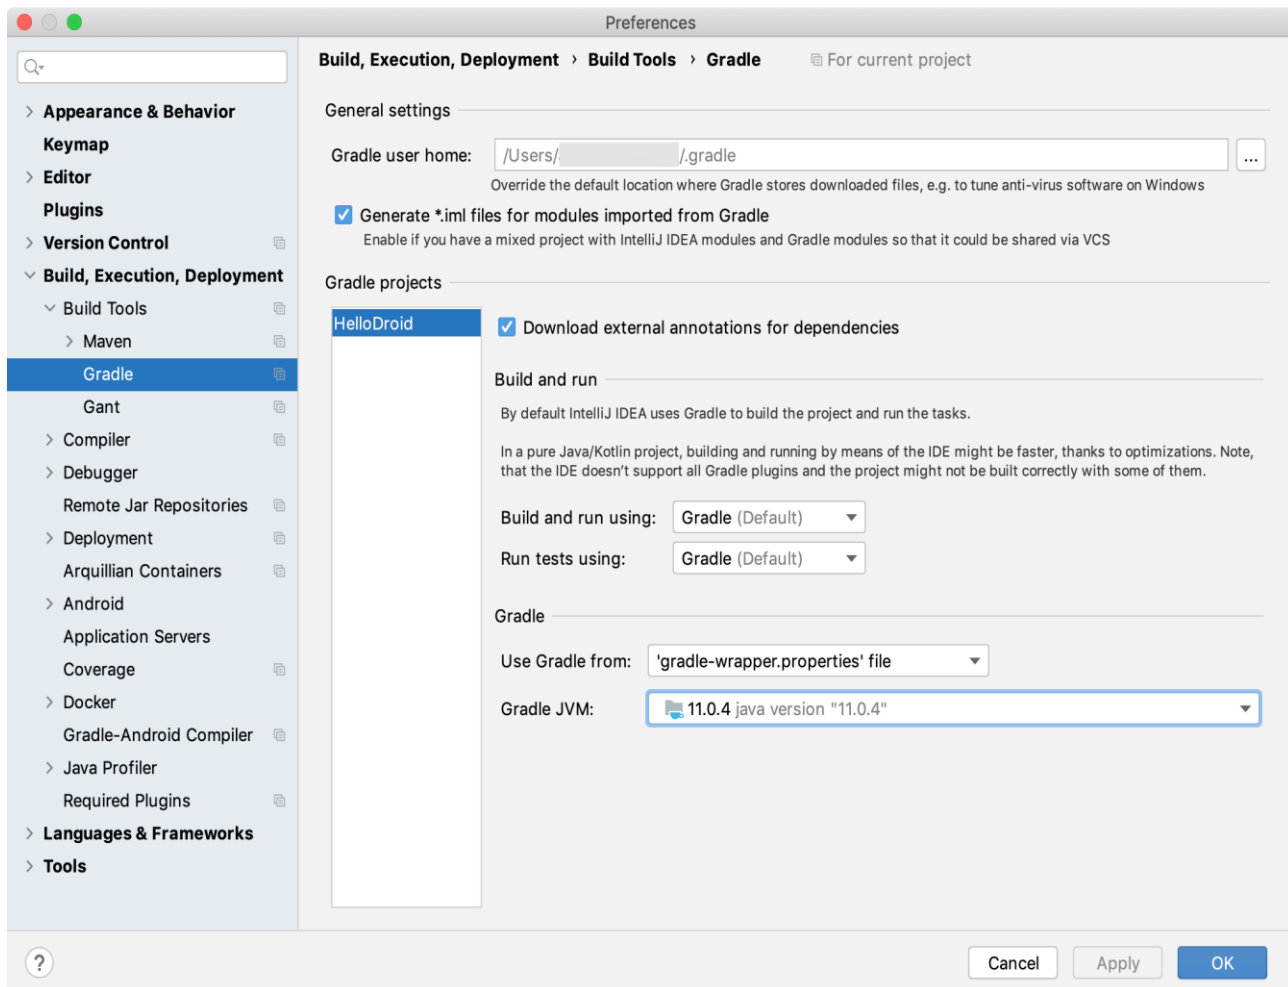 Preferences
Build, Execution, Deployment › Build Tools › Gradle For current project
Appearance & Behavior
Keymap
Editor
Plugins
Version Control
Build, Execution, Deployment
Build Tools
Maven
Gradle
Gant
Compiler
Debugger
Remote Jar Repositories
Deployment
Arquillian Containers
Android
Application Servers
Coverage
Docker
Gradle-Android Compiler
Java Profiler
Required Plugins
Languages & Frameworks
Tools
General settings
Gradle user home: /Users/ /.gradle ...
Override the default location where Gradle stores downloaded files, e.g. to tune anti-virus software on Windows
Generate *.iml files for modules imported from Gradle
Enable if you have a mixed project with IntelliJ IDEA modules and Gradle modules so that it could be shared via VCS
Gradle projects
HelloDroid
Download external annotations for dependencies
Build and run
By default IntelliJ IDEA uses Gradle to build the project and run the tasks.
In a pure Java/Kotlin project, building and running by means of the IDE might be faster, thanks to optimizations. Note,
that the IDE doesn't support all Gradle plugins and the project might not be built correctly with some of them.
Build and run using: Gradle (Default)
Run tests using: Gradle (Default)
Gradle
Use Gradle from: 'gradle-wrapper.properties' file
Gradle JVM: 11.0.4 java version "11.0.4"
? Cancel Apply OK